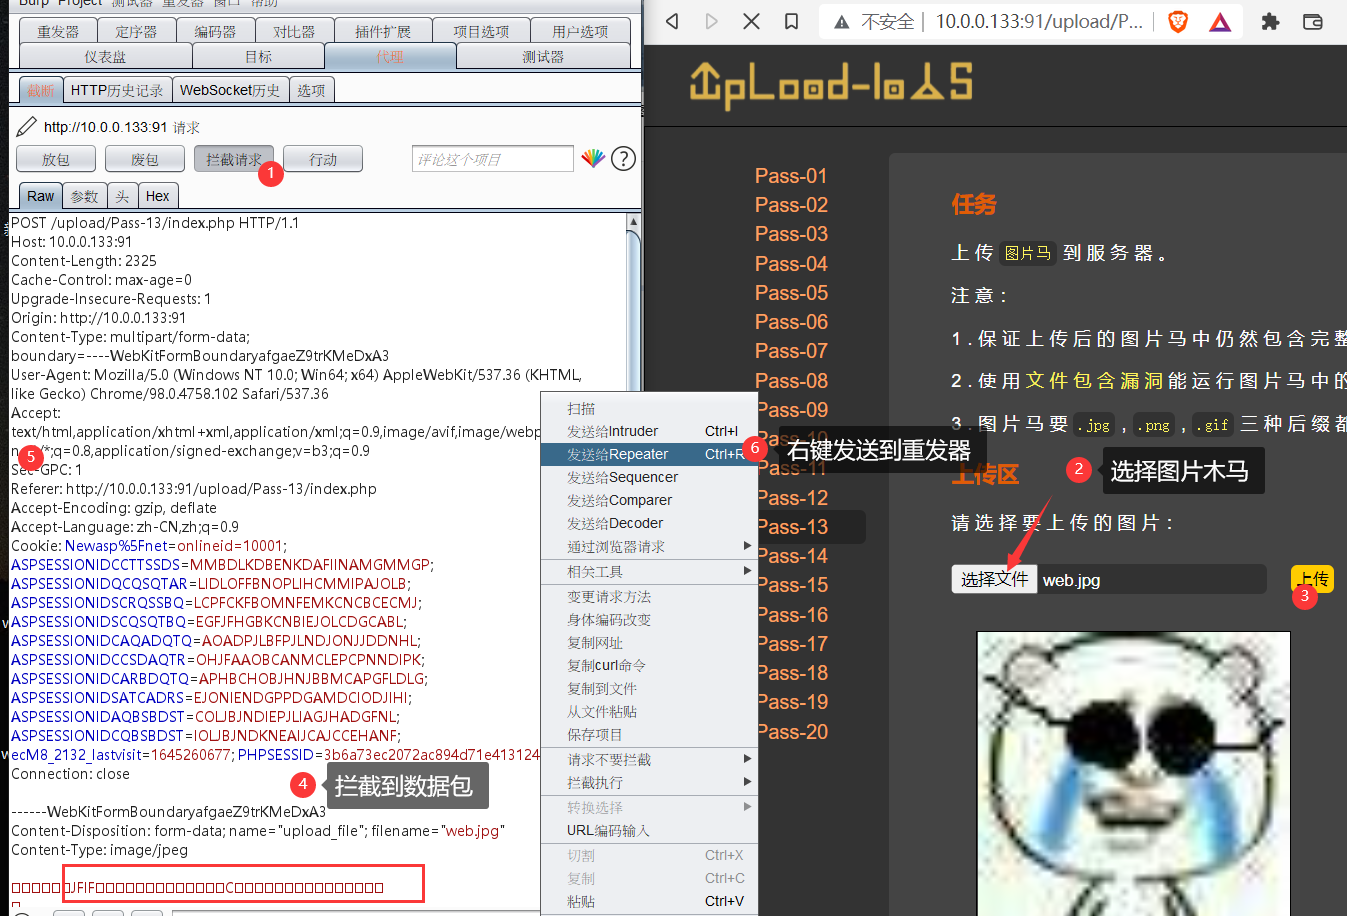 Burp Project 测试器 重发器 窗口 帮助
重发器 定序器 编码器 对比器 插件扩展 项目选项 用户选项
仪表盘 目标 代理 测试器
截断 HTTP历史记录 WebSocket历史 选项
http://10.0.0.133:91 请求
放包 废包 拦截请求 行动 评论这个项目 ?
1
Raw 参数 头 Hex
POST /upload/Pass-13/index.php HTTP/1.1
Host: 10.0.0.133:91
Content-Length: 2325
Cache-Control: max-age=0
Upgrade-Insecure-Requests: 1
Origin: http://10.0.0.133:91
Content-Type: multipart/form-data;
boundary=----WebKitFormBoundaryafgaeZ9trKMeDxA3
User-Agent: Mozilla/5.0 (Windows NT 10.0; Win64; x64) AppleWebKit/537.36 (KHTML,
like Gecko) Chrome/98.0.4758.102 Safari/537.36
Accept:
text/html,application/xhtml+xml,application/xml;q=0.9,image/avif,image/webp
*/*;q=0.8,application/signed-exchange;v=b3;q=0.9
5
Sec-GPC: 1
Referer: http://10.0.0.133:91/upload/Pass-13/index.php
Accept-Encoding: gzip, deflate
Accept-Language: zh-CN,zh;q=0.9
Cookie: Newasp%5Fnet=onlineid=10001;
ASPSESSIONIDCCTTSSDS=MMBDLKDBENKDAFIINAMGMMGP;
ASPSESSIONIDQCQSQTAR=LIDLOFFBNOPLIHCMMIPAJOLB;
ASPSESSIONIDSCRQSSBQ=LCPFCKFBOMNFEMKCNCBCECMJ;
ASPSESSIONIDSCQSQTBQ=EGFJFHGBKCNBIEJOLCDGCABL;
ASPSESSIONIDCAQADQTQ=AOADPJLBFPJLNDJONJJDDNHL;
ASPSESSIONIDCCSDAQTR=OHJFAAOBCANMCLEPCPNNDIPK;
ASPSESSIONIDCARBDQTQ=APHBCHOBJHNJBBMCAPGFLDLG;
ASPSESSIONIDSATCADRS=EJONIENDGPPDGAMDCIODJIHI;
ASPSESSIONIDAQBSBDST=COLJBJNDIEPJLIAGJHADGFNL;
ASPSESSIONIDCQBSBDST=IOLJBJNDKNEAIJCAJCCEHANF;
wecM8_2132_lastvisit=1645260677; PHPSESSID=3b6a73ec2072ac894d71e413124
Connection: close
4 拦截到数据包
------WebKitFormBoundaryafgaeZ9trKMeDxA3
Content-Disposition: form-data; name="upload_file"; filename="web.jpg"
Content-Type: image/jpeg
JFIF C
扫描
发送给Intruder Ctrl+I
发送给Repeater Ctrl+R
6 右键发送到重发器
发送给Sequencer
发送给Comparer
发送给Decoder
通过浏览器请求
相关工具
变更请求方法
身体编码改变
复制网址
复制curl命令
复制到文件
从文件粘贴
保存项目
请求不要拦截
拦截执行
转换选择
URL编码输入
切割 Ctrl+X
复制 Ctrl+C
粘贴 Ctrl+V
不安全 10.0.0.133:91/upload/P...
UpLoad-labs
Pass-01
Pass-02
Pass-03
Pass-04
Pass-05
Pass-06
Pass-07
Pass-08
Pass-09
Pass-10
Pass-11
Pass-12
Pass-13
Pass-14
Pass-15
Pass-16
Pass-17
Pass-18
Pass-19
Pass-20
任务
上传 图片马 到服务器。
注意：
1.保证上传后的图片马中仍然包含完整
2.使用文件包含漏洞能运行图片马中的
3.图片马要 .jpg , .png , .gif 三种后缀都
2 选择图片木马
上传区
请选择要上传的图片：
选择文件 web.jpg 上传
3